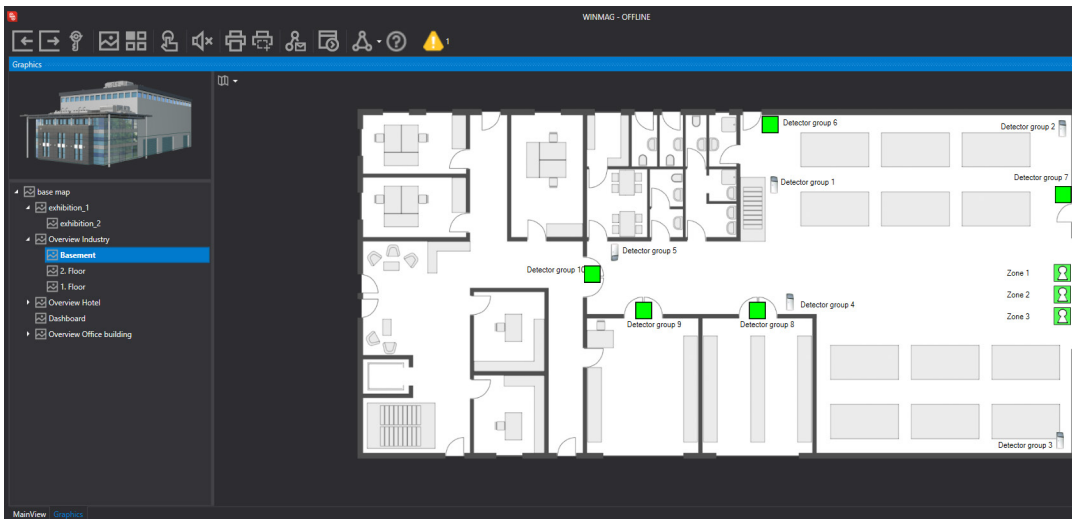 WINMAG - OFFLINE
1
Graphics
base map
exhibition_1
exhibition_2
Overview Industry
Basement
2. Floor
1. Floor
Overview Hotel
Dashboard
Overview Office building
Detector group 6
Detector group 2
Detector group 1
Detector group 7
Detector group 5
Detector group 10
Zone 1
Zone 2
Zone 3
Detector group 4
Detector group 9
Detector group 8
Detector group 3
MainView Graphics